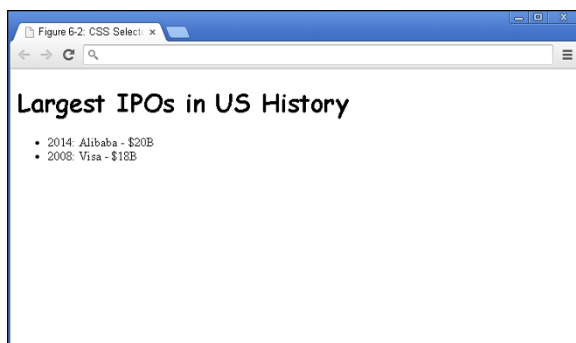 Figure 6-2: CSS Select
Largest IPOs in US History
2014: Alibaba - $20B
2008: Visa - $18B